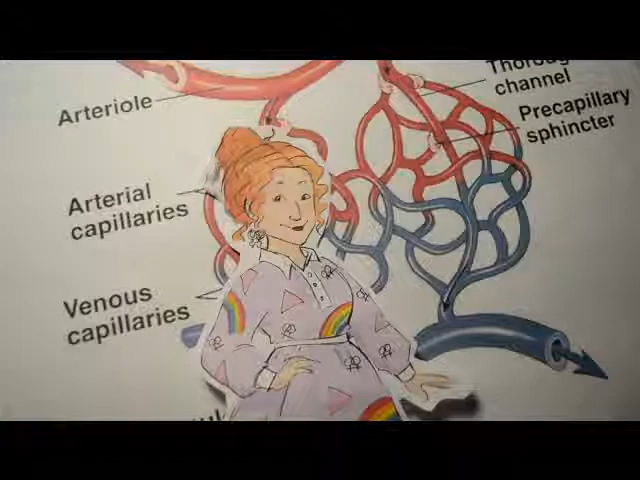 Arteriole
channel
Precapillary
sphincter
Arterial
capillaries
Venous
capillaries